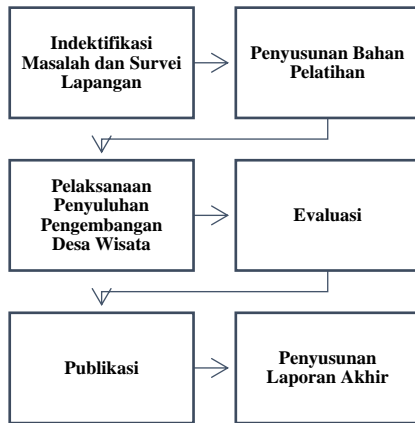 Indektifikasi
Masalah dan Survei
Lapangan
Penyusunan Bahan
Pelatihan
Pelaksanaan
Penyuluhan
Pengembangan
Desa Wisata
Evaluasi
Publikasi
Penyusunan
Laporan Akhir